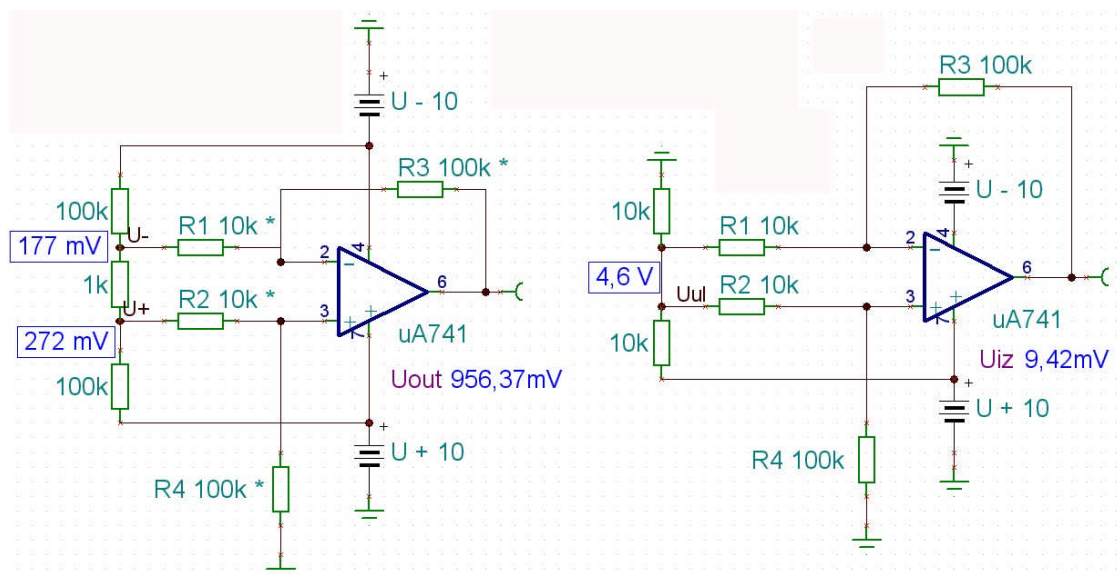 +
U - 10
R3 100k *
100k
U-
R1 10k *
177 mV
2
4
-
1k
6
U+
R2 10k *
272 mV
3
+
+
7
uA741
100k
Uout 956,37mV
+
U + 10
R4 100k *
R3 100k
+
U - 10
10k
R1 10k
2
4
-
4,6 V
6
Uul
R2 10k
3
+
+
7
uA741
10k
Uiz 9,42mV
+
U + 10
R4 100k